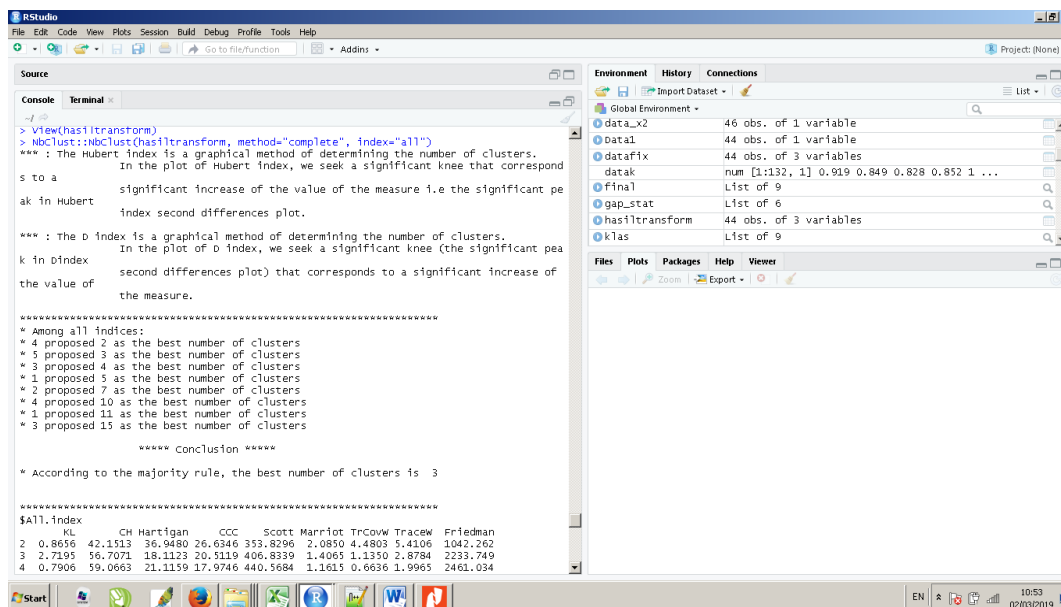 RStudio
File Edit Code View Plots Session Build Debug Profile Tools Help
Go to file/function Addins Project: (None)
Source
Console Terminal
~/
> View(hasiltransform)
> NbClust::NbClust(hasiltransform, method="complete", index="all")
*** : The Hubert index is a graphical method of determining the number of clusters.
In the plot of Hubert index, we seek a significant knee that correspond
s to a
significant increase of the value of the measure i.e the significant pe
ak in Hubert
index second differences plot.
*** : The D index is a graphical method of determining the number of clusters.
In the plot of D index, we seek a significant knee (the significant pea
k in Dindex
second differences plot) that corresponds to a significant increase of
the value of
the measure.
*******************************************************************
* Among all indices:
* 4 proposed 2 as the best number of clusters
* 5 proposed 3 as the best number of clusters
* 3 proposed 4 as the best number of clusters
* 1 proposed 5 as the best number of clusters
* 2 proposed 7 as the best number of clusters
* 4 proposed 10 as the best number of clusters
* 1 proposed 11 as the best number of clusters
* 3 proposed 15 as the best number of clusters
***** Conclusion *****
* According to the majority rule, the best number of clusters is 3
*******************************************************************
$All.index
KL CH Hartigan CCC Scott Marriot TrCovW TraceW Friedman
2 0.8656 42.1513 36.9480 26.6346 353.8296 2.0850 4.4803 5.4106 1042.262
3 2.7195 56.7071 18.1123 20.5119 406.8339 1.4065 1.1350 2.8784 2233.749
4 0.7906 59.0663 21.1159 17.9746 440.5684 1.1615 0.6636 1.9965 2461.034
Environment History Connections
Import Dataset List
Global Environment
data_x2 46 obs. of 1 variable
Data1 44 obs. of 1 variable
datafix 44 obs. of 3 variables
datak num [1:132, 1] 0.919 0.849 0.828 0.852 1 ...
final List of 9
gap_stat List of 6
hasiltransform 44 obs. of 3 variables
klas List of 9
Files Plots Packages Help Viewer
Zoom Export
Start
EN
10:53
02/03/2019